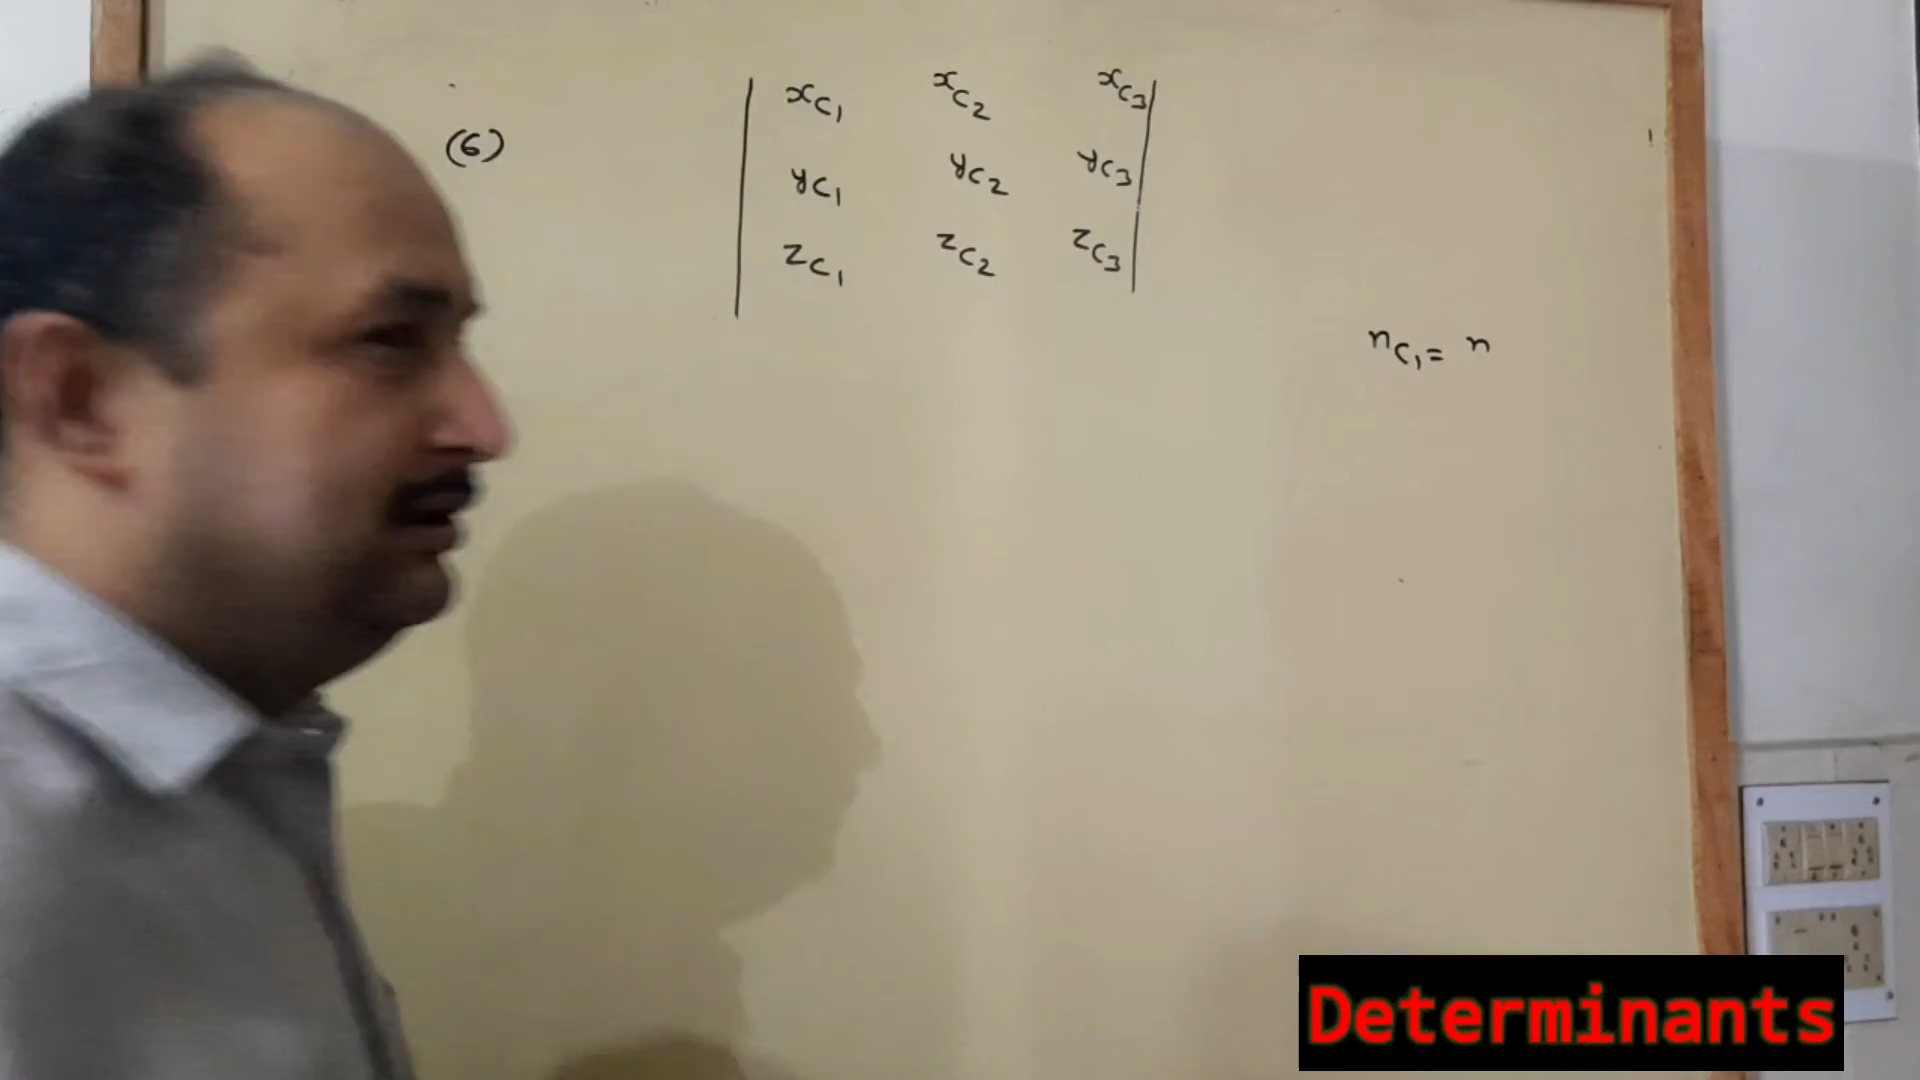 (6)
xC1 xC2 xC3
yC1 yC2 yC3
zC1 zC2 zC3
nC1 = n
Determinants